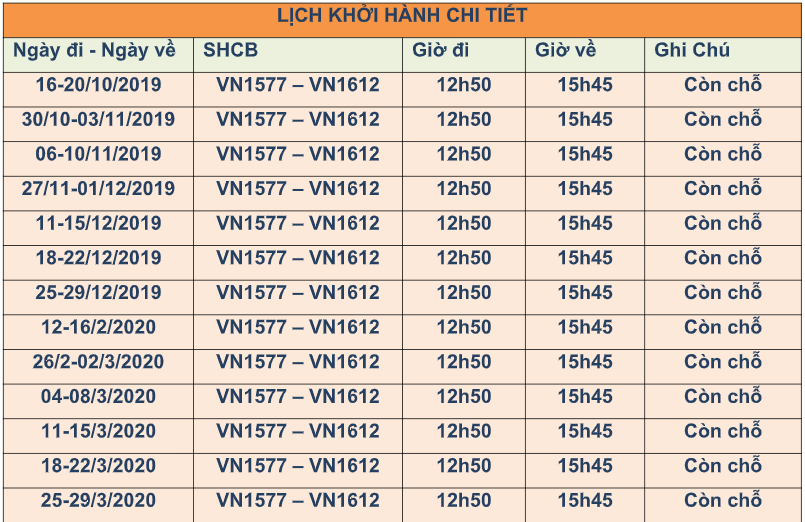 LỊCH KHỞI HÀNH CHI TIẾT
Ngày đi - Ngày về SHCB Giờ đi Giờ về Ghi Chú
16-20/10/2019 VN1577 – VN1612 12h50 15h45 Còn chỗ
30/10-03/11/2019 VN1577 – VN1612 12h50 15h45 Còn chỗ
06-10/11/2019 VN1577 – VN1612 12h50 15h45 Còn chỗ
27/11-01/12/2019 VN1577 – VN1612 12h50 15h45 Còn chỗ
11-15/12/2019 VN1577 – VN1612 12h50 15h45 Còn chỗ
18-22/12/2019 VN1577 – VN1612 12h50 15h45 Còn chỗ
25-29/12/2019 VN1577 – VN1612 12h50 15h45 Còn chỗ
12-16/2/2020 VN1577 – VN1612 12h50 15h45 Còn chỗ
26/2-02/3/2020 VN1577 – VN1612 12h50 15h45 Còn chỗ
04-08/3/2020 VN1577 – VN1612 12h50 15h45 Còn chỗ
11-15/3/2020 VN1577 – VN1612 12h50 15h45 Còn chỗ
18-22/3/2020 VN1577 – VN1612 12h50 15h45 Còn chỗ
25-29/3/2020 VN1577 – VN1612 12h50 15h45 Còn chỗ